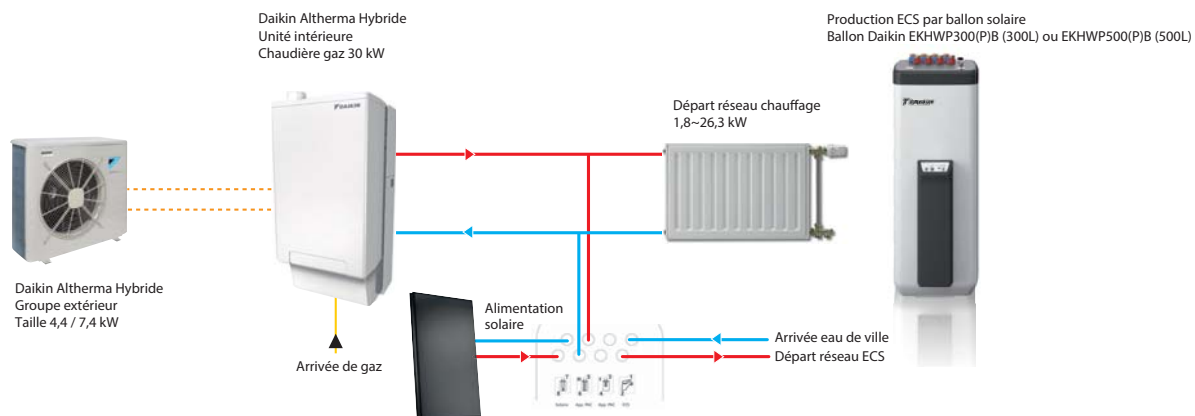 Daikin Altherma Hybride
Unité intérieure
Chaudière gaz 30 kW
Production ECS par ballon solaire
Ballon Daikin EKHWP300(P)B (300L) ou EKHWP500(P)B (500L)
DAIKIN
Départ réseau chauffage
1,8~26,3 kW
Daikin Altherma Hybride
Groupe extérieur
Taille 4,4 / 7,4 kW
Arrivée de gaz
Alimentation
solaire
Arrivée eau de ville
Départ réseau ECS